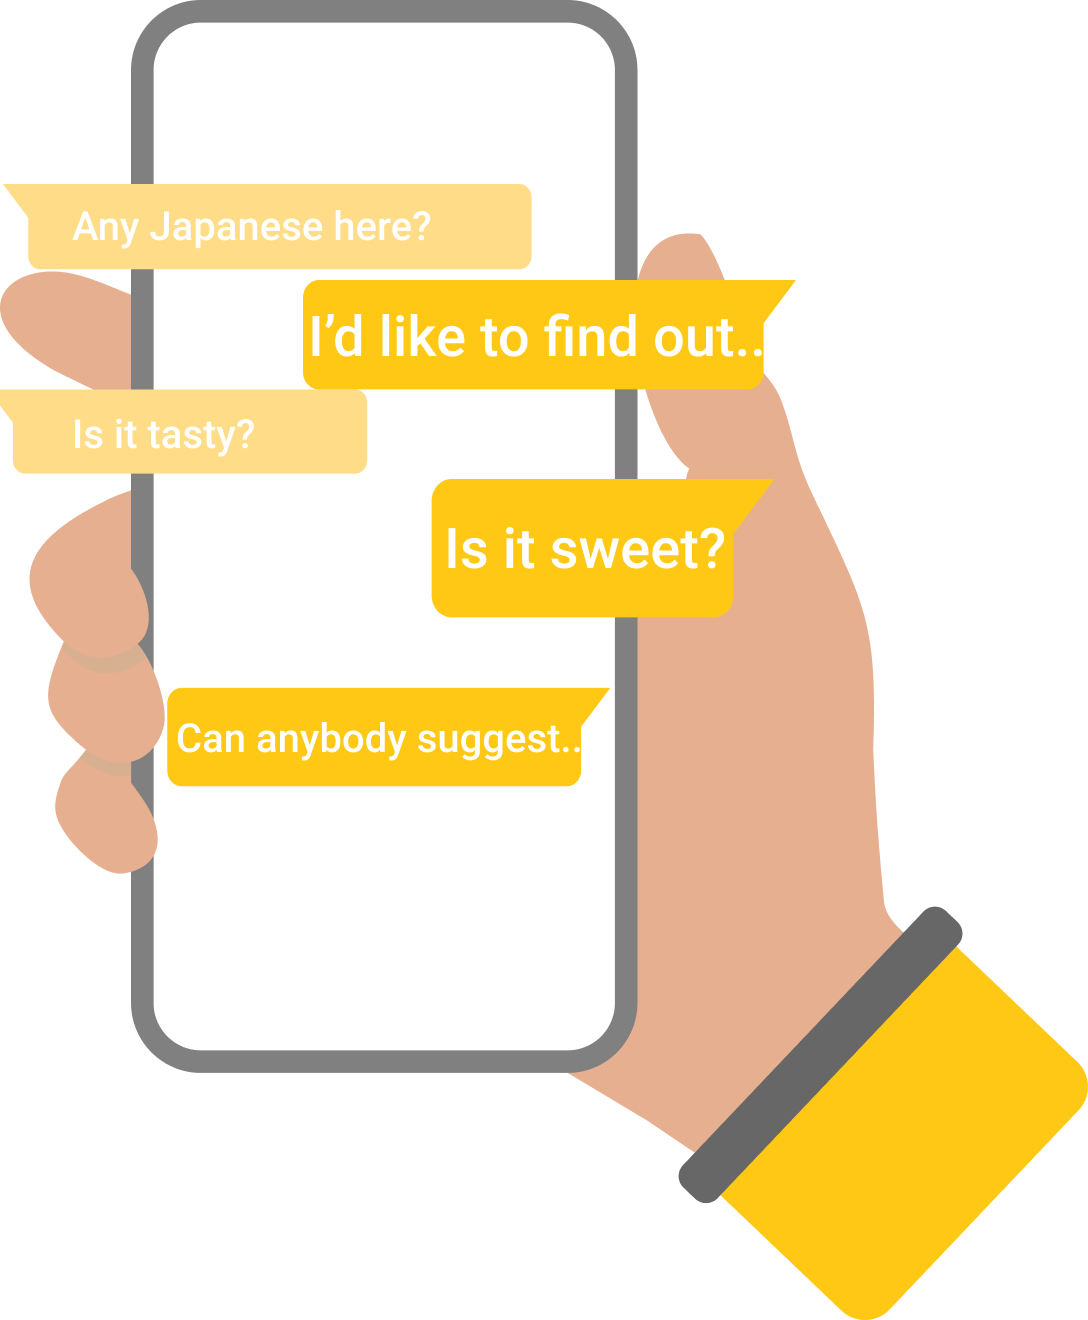 Any Japanese here?
I’d like to find out..
Is it tasty?
Is it sweet?
Can anybody suggest..